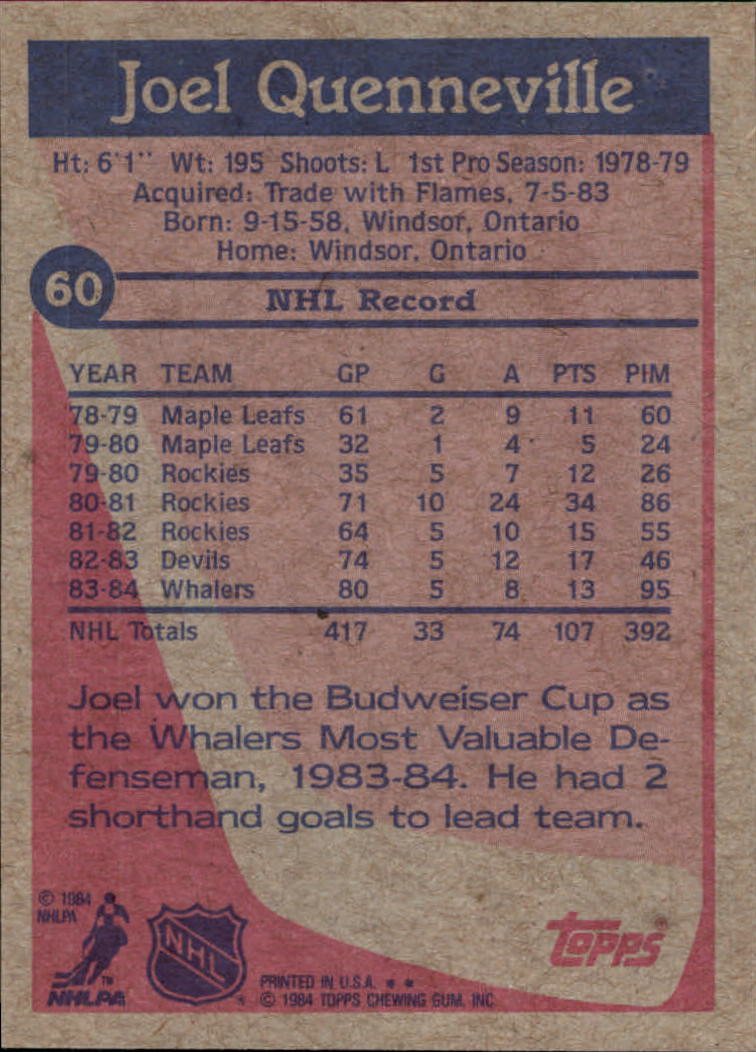 Joel Quenneville
Ht: 6'1'' Wt: 195 Shoots: L 1st Pro Season: 1978-79
Acquired: Trade with Flames, 7-5-83
Born: 9-15-58, Windsor, Ontario
Home: Windsor, Ontario
60
NHL Record
YEAR TEAM GP G A PTS PIM
78-79 Maple Leafs 61 2 9 11 60
79-80 Maple Leafs 32 1 4 5 24
79-80 Rockies 35 5 7 12 26
80-81 Rockies 71 10 24 34 86
81-82 Rockies 64 5 10 15 55
82-83 Devils 74 5 12 17 46
83-84 Whalers 80 5 8 13 95
NHL Totals 417 33 74 107 392
Joel won the Budweiser Cup as
the Whalers Most Valuable De-
fenseman, 1983-84. He had 2
shorthand goals to lead team.
© 1984
NHLPA
NHLPA ™
NHL ®
topps®
PRINTED IN U.S.A. * *
* © 1984 TOPPS CHEWING GUM, INC.